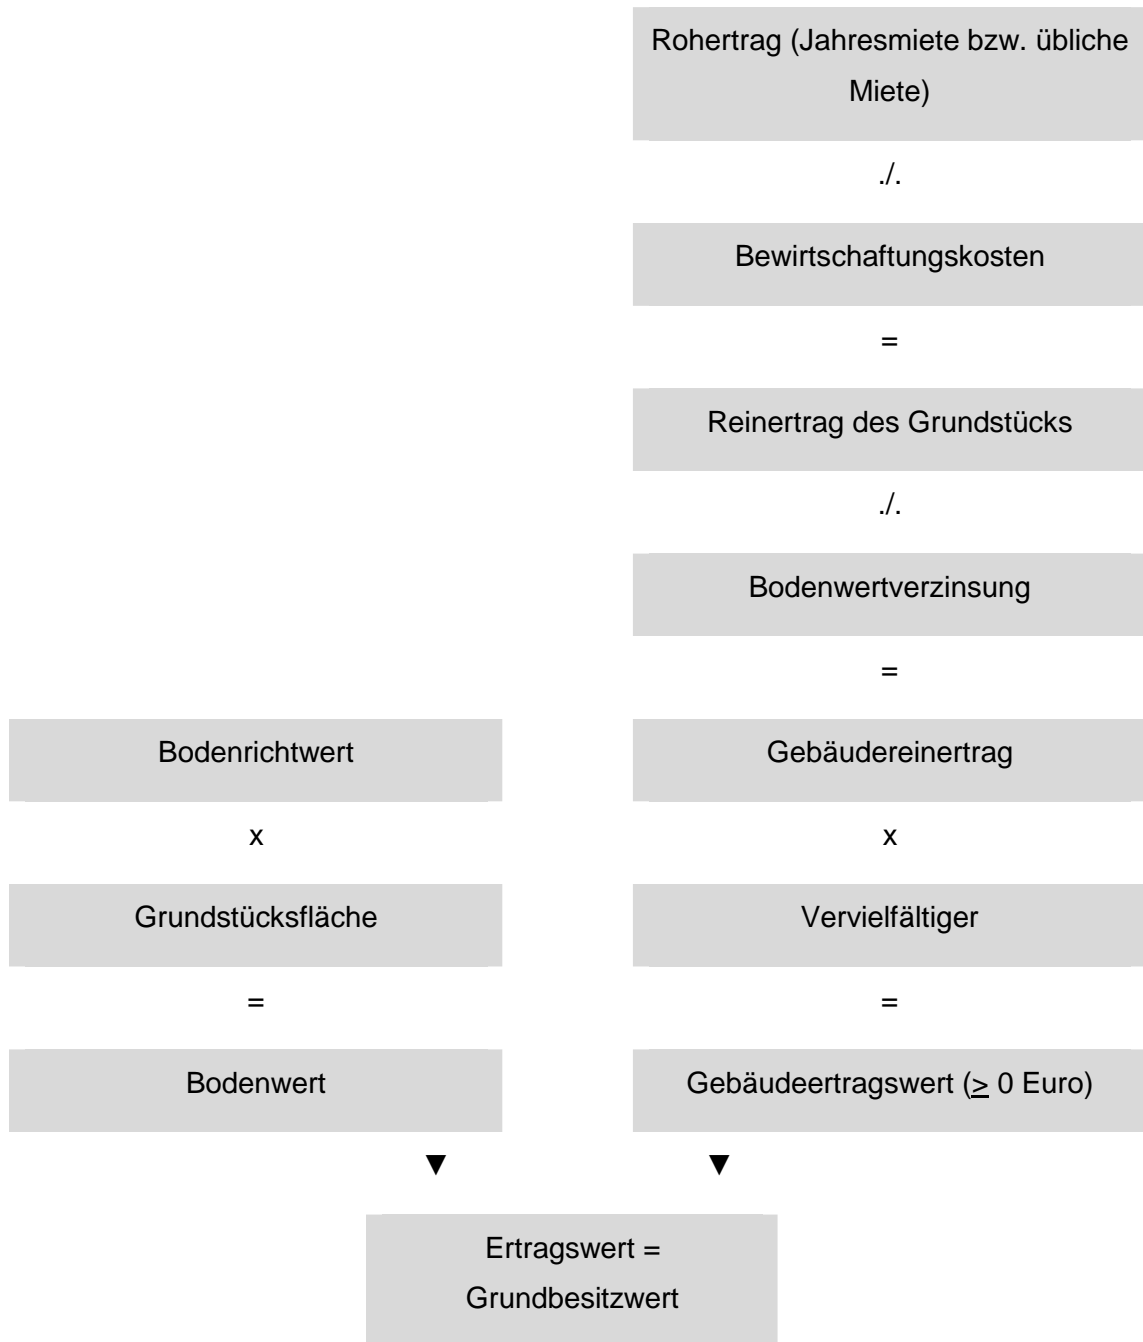 Rohertrag (Jahresmiete bzw. übliche
Miete)
./.
Bewirtschaftungskosten
=
Reinertrag des Grundstücks
./.
Bodenwertverzinsung
=
Bodenrichtwert
Gebäudereinertrag
x
x
Grundstücksfläche
Vervielfältiger
=
=
Bodenwert
Gebäudeertragswert (≥ 0 Euro)
▼
▼
Ertragswert =
Grundbesitzwert